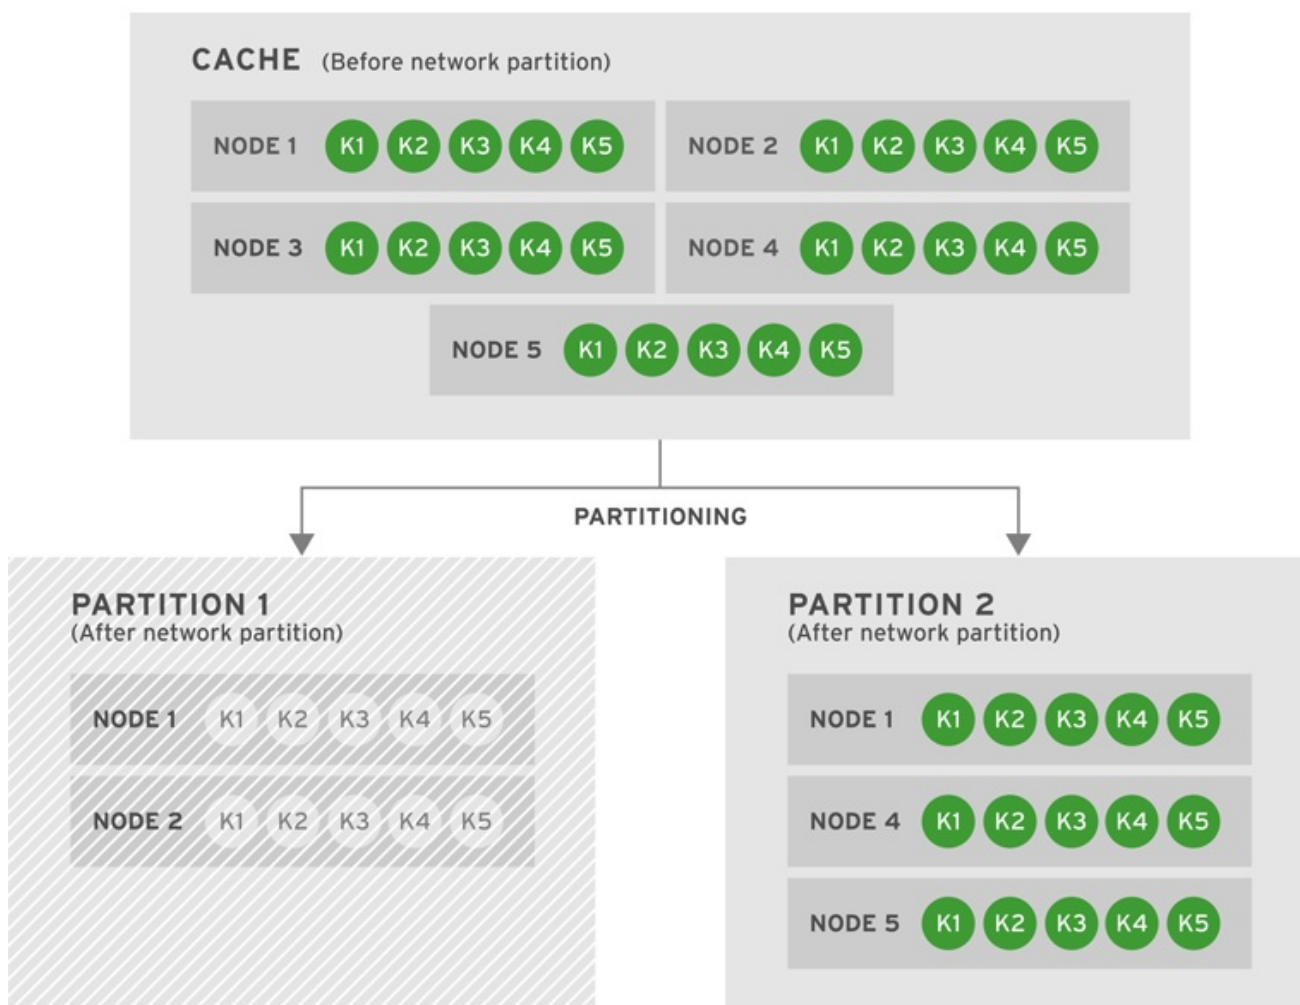 CACHE (Before network partition)
NODE 1 K1 K2 K3 K4 K5
NODE 2 K1 K2 K3 K4 K5
NODE 3 K1 K2 K3 K4 K5
NODE 4 K1 K2 K3 K4 K5
NODE 5 K1 K2 K3 K4 K5
PARTITIONING
PARTITION 1
(After network partition)
NODE 1 K1 K2 K3 K4 K5
NODE 2 K1 K2 K3 K4 K5
PARTITION 2
(After network partition)
NODE 1 K1 K2 K3 K4 K5
NODE 4 K1 K2 K3 K4 K5
NODE 5 K1 K2 K3 K4 K5